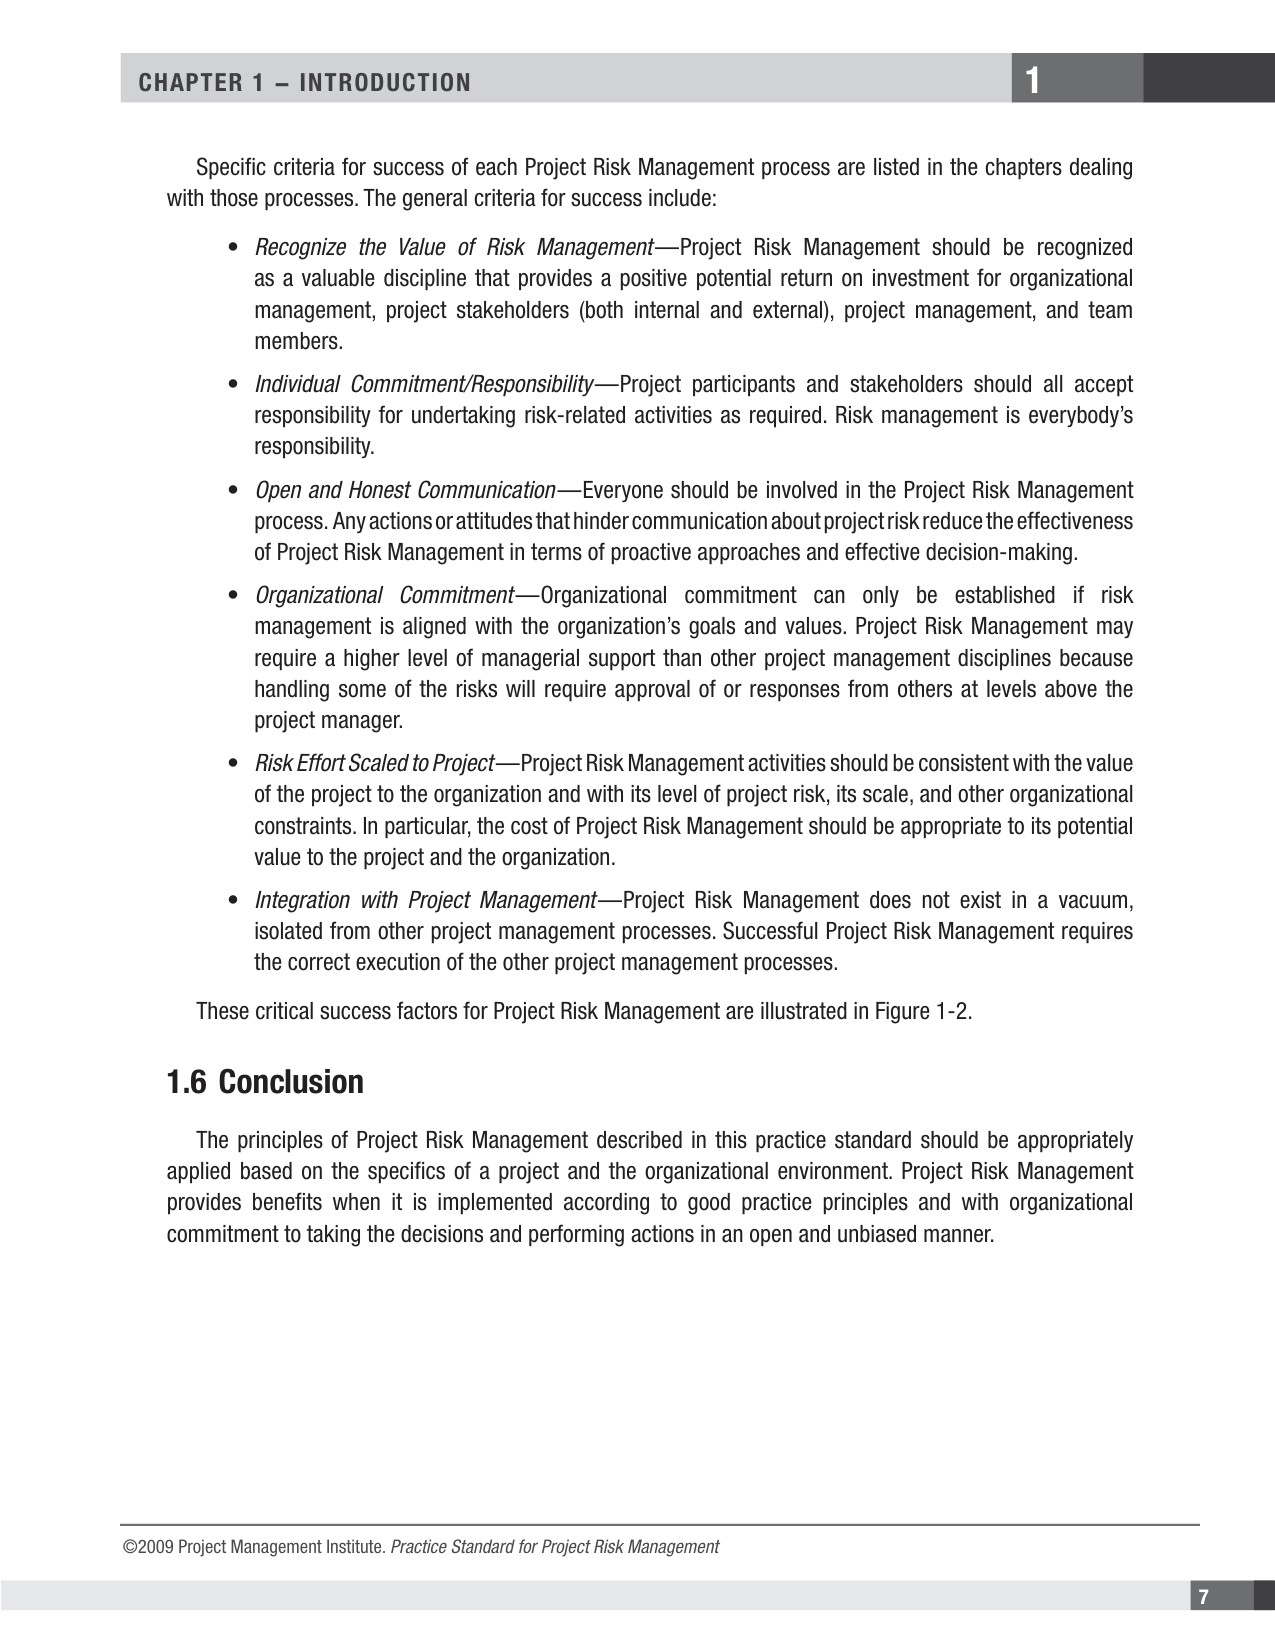 CHAPTER 1 – INTRODUCTION
1
Specific criteria for success of each Project Risk Management process are listed in the chapters dealing
with those processes. The general criteria for success include:
• Recognize the Value of Risk Management—Project Risk Management should be recognized
as a valuable discipline that provides a positive potential return on investment for organizational
management, project stakeholders (both internal and external), project management, and team
members.
• Individual Commitment/Responsibility—Project participants and stakeholders should all accept
responsibility for undertaking risk-related activities as required. Risk management is everybody’s
responsibility.
• Open and Honest Communication—Everyone should be involved in the Project Risk Management
process. Any actions or attitudes that hinder communication about project risk reduce the effectiveness
of Project Risk Management in terms of proactive approaches and effective decision-making.
• Organizational Commitment—Organizational commitment can only be established if risk
management is aligned with the organization’s goals and values. Project Risk Management may
require a higher level of managerial support than other project management disciplines because
handling some of the risks will require approval of or responses from others at levels above the
project manager.
• Risk Effort Scaled to Project—Project Risk Management activities should be consistent with the value
of the project to the organization and with its level of project risk, its scale, and other organizational
constraints. In particular, the cost of Project Risk Management should be appropriate to its potential
value to the project and the organization.
• Integration with Project Management—Project Risk Management does not exist in a vacuum,
isolated from other project management processes. Successful Project Risk Management requires
the correct execution of the other project management processes.
These critical success factors for Project Risk Management are illustrated in Figure 1-2.
1.6 Conclusion
The principles of Project Risk Management described in this practice standard should be appropriately
applied based on the specifics of a project and the organizational environment. Project Risk Management
provides benefits when it is implemented according to good practice principles and with organizational
commitment to taking the decisions and performing actions in an open and unbiased manner.
©2009 Project Management Institute. Practice Standard for Project Risk Management
7